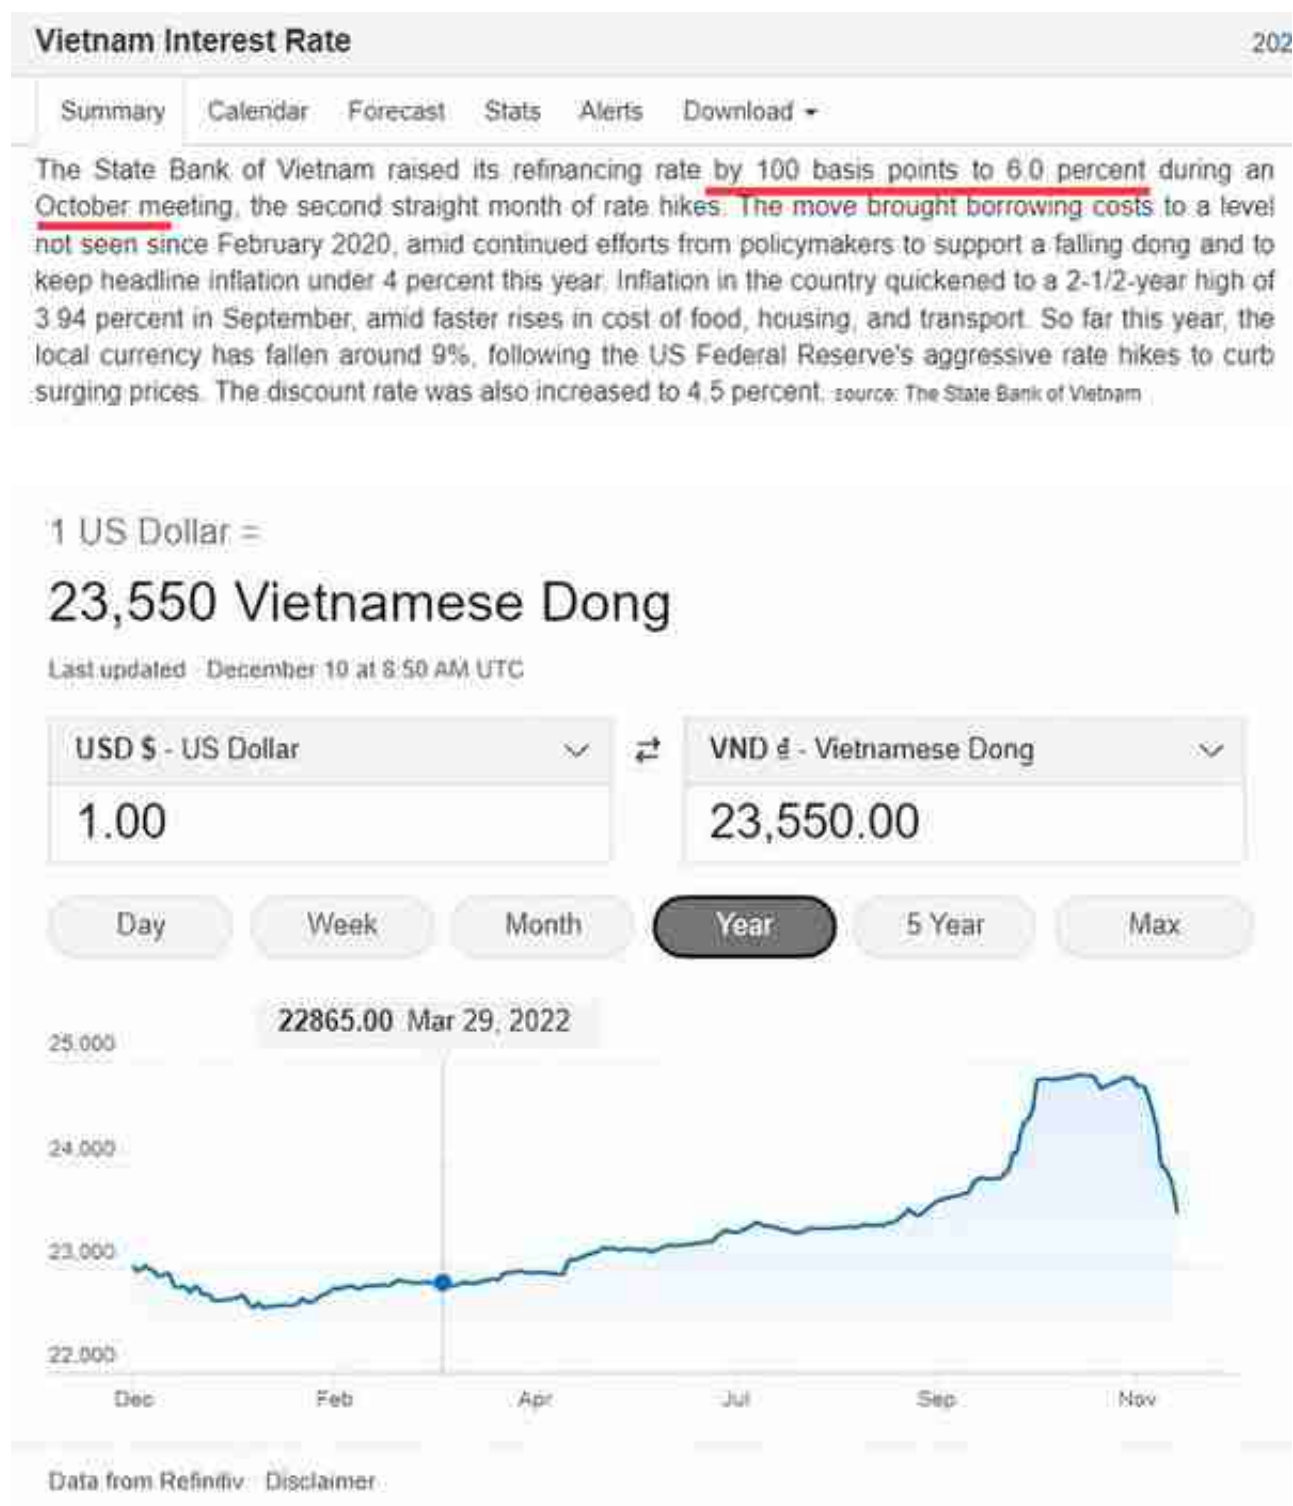 Vietnam Interest Rate 202
Summary Calendar Forecast Stats Alerts Download
The State Bank of Vietnam raised its refinancing rate by 100 basis points to 6.0 percent during an
October meeting, the second straight month of rate hikes. The move brought borrowing costs to a level
not seen since February 2020, amid continued efforts from policymakers to support a falling dong and to
keep headline inflation under 4 percent this year. Inflation in the country quickened to a 2-1/2-year high of
3.94 percent in September, amid faster rises in cost of food, housing, and transport. So far this year, the
local currency has fallen around 9%, following the US Federal Reserve's aggressive rate hikes to curb
surging prices. The discount rate was also increased to 4.5 percent. source: The State Bank of Vietnam
1 US Dollar =
23,550 Vietnamese Dong
Last updated · December 10 at 8:50 AM UTC
USD $ - US Dollar VND ₫ - Vietnamese Dong
1.00 23,550.00
Day Week Month Year 5 Year Max
22865.00 Mar 29, 2022
25.000
24.000
23.000
22.000
Dec Feb Apr Jul Sep Nov
Data from Refinitiv · Disclaimer